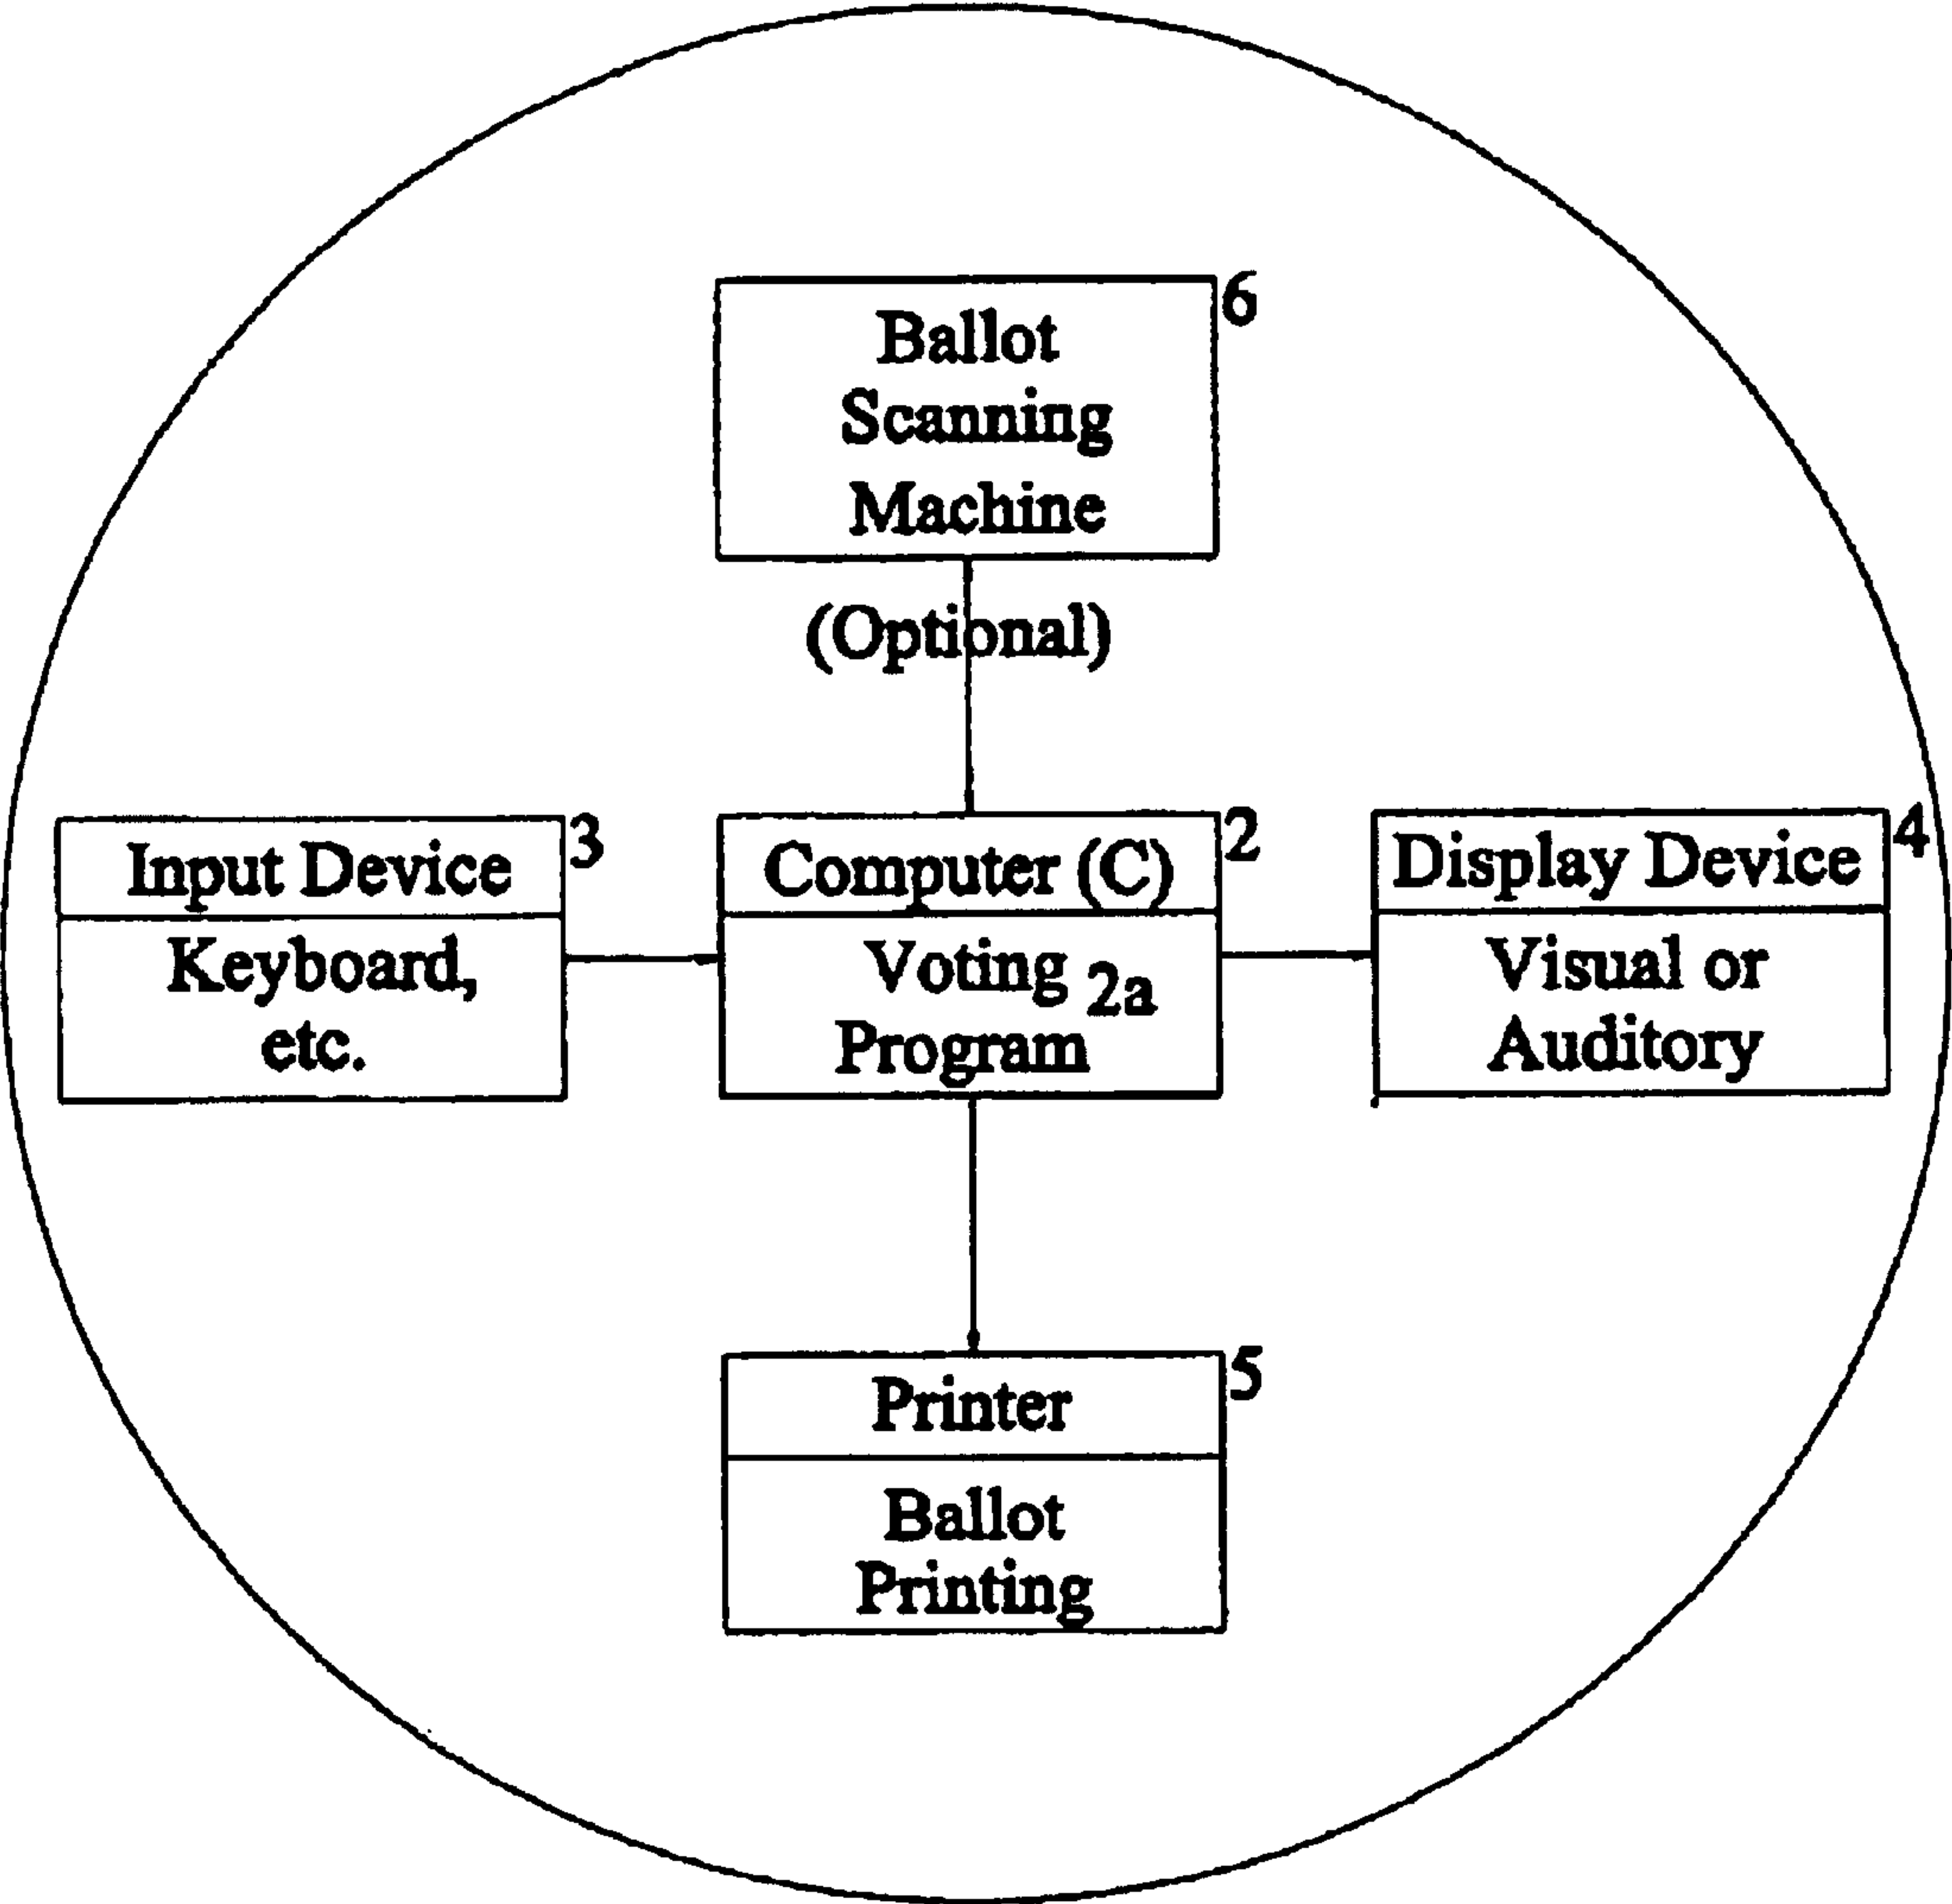 Ballot
Scanning
Machine
6
(Optional)
Input Device
3
Keyboard,
etc.
Computer (C)
2
Voting 2a
Program
Display Device
4
Visual or
Auditory
Printer
5
Ballot
Printing